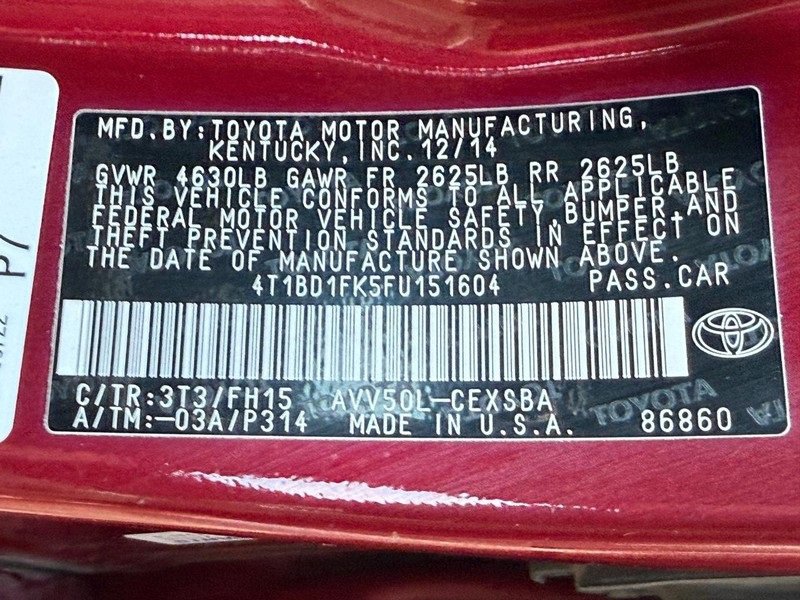 MFD.BY:TOYOTA MOTOR MANUFACTURING,
KENTUCKY,INC.12/14
GVWR 4630LB GAWR FR 2625LB RR 2625LB
THIS VEHICLE CONFORMS TO ALL APPLICABLE
FEDERAL MOTOR VEHICLE SAFETY,BUMPER,AND
THEFT PREVENTION STANDARDS IN EFFECT ON
THE DATE OF MANUFACTURE SHOWN ABOVE.
4T1BD1FK5FU151604 PASS.CAR
C/TR:3T3/FH15 AVV50L-CEXSBA
A/TM:-03A/P314 MADE IN U.S.A. 86860
TOYOTA
P7